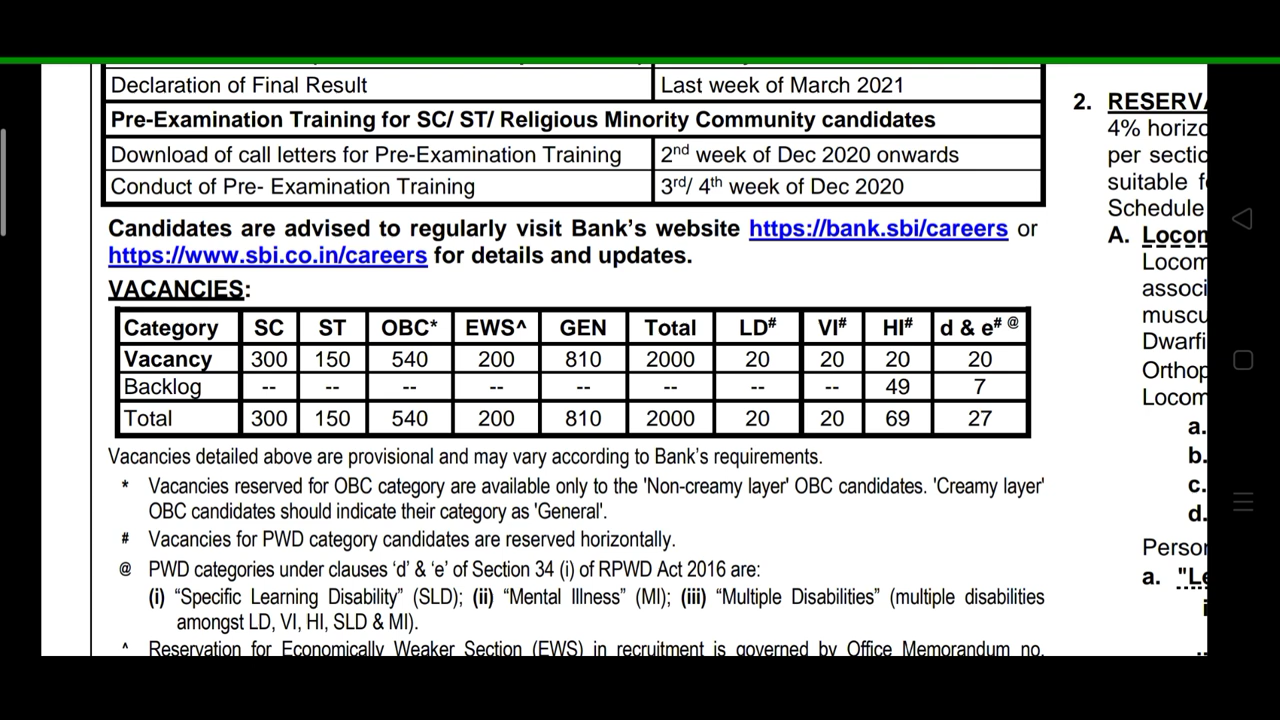 Declaration of Final Result Last week of March 2021
Pre-Examination Training for SC/ ST/ Religious Minority Community candidates
Download of call letters for Pre-Examination Training 2nd week of Dec 2020 onwards
Conduct of Pre- Examination Training 3rd/ 4th week of Dec 2020
Candidates are advised to regularly visit Bank’s website https://bank.sbi/careers or
https://www.sbi.co.in/careers for details and updates.
VACANCIES:
Category SC ST OBC* EWS^ GEN Total LD# VI# HI# d & e# @
Vacancy 300 150 540 200 810 2000 20 20 20 20
Backlog -- -- -- -- -- -- -- -- 49 7
Total 300 150 540 200 810 2000 20 20 69 27
Vacancies detailed above are provisional and may vary according to Bank’s requirements.
* Vacancies reserved for OBC category are available only to the 'Non-creamy layer' OBC candidates. 'Creamy layer'
OBC candidates should indicate their category as 'General'.
# Vacancies for PWD category candidates are reserved horizontally.
@ PWD categories under clauses ‘d’ & ‘e’ of Section 34 (i) of RPWD Act 2016 are:
(i) “Specific Learning Disability” (SLD); (ii) “Mental Illness” (MI); (iii) “Multiple Disabilities” (multiple disabilities
amongst LD, VI, HI, SLD & MI).
^ Reservation for Economically Weaker Section (EWS) in recruitment is governed by Office Memorandum no.
2. RESERVA
4% horizo
per sectio
suitable f
Schedule
A. Locom
Locom
associ
muscu
Dwarfi
Orthop
Locom
a.
b.
c.
d.
Person
a. "Le